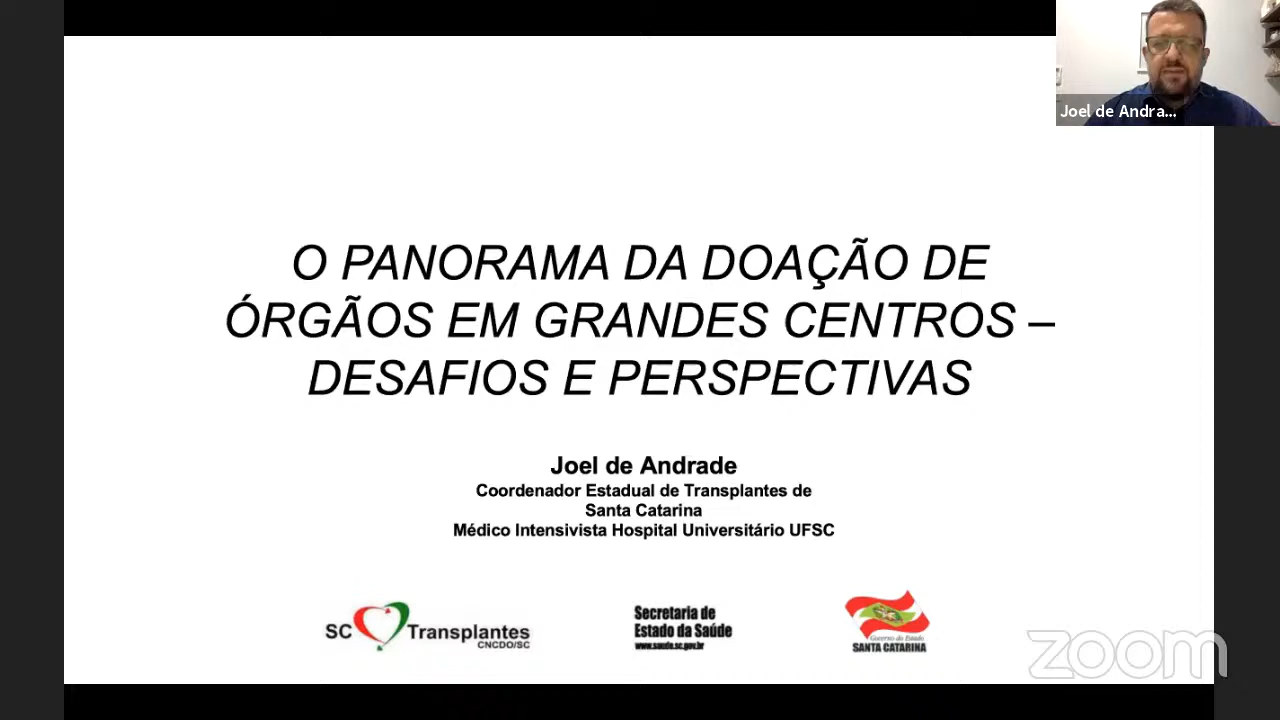 Joel de Andra...
O PANORAMA DA DOAÇÃO DE
ÓRGÃOS EM GRANDES CENTROS –
DESAFIOS E PERSPECTIVAS
Joel de Andrade
Coordenador Estadual de Transplantes de
Santa Catarina
Médico Intensivista Hospital Universitário UFSC
SC Transplantes
CNCDO/SC
Secretaria de
Estado da Saúde
www.saude.sc.gov.br
Governo do Estado
SANTA CATARINA
zoom